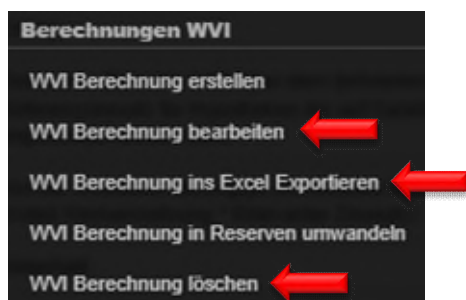 Berechnungen WVI
WVI Berechnung erstellen
WVI Berechnung bearbeiten
WVI Berechnung ins Excel Exportieren
WVI Berechnung in Reserven umwandeln
WVI Berechnung löschen